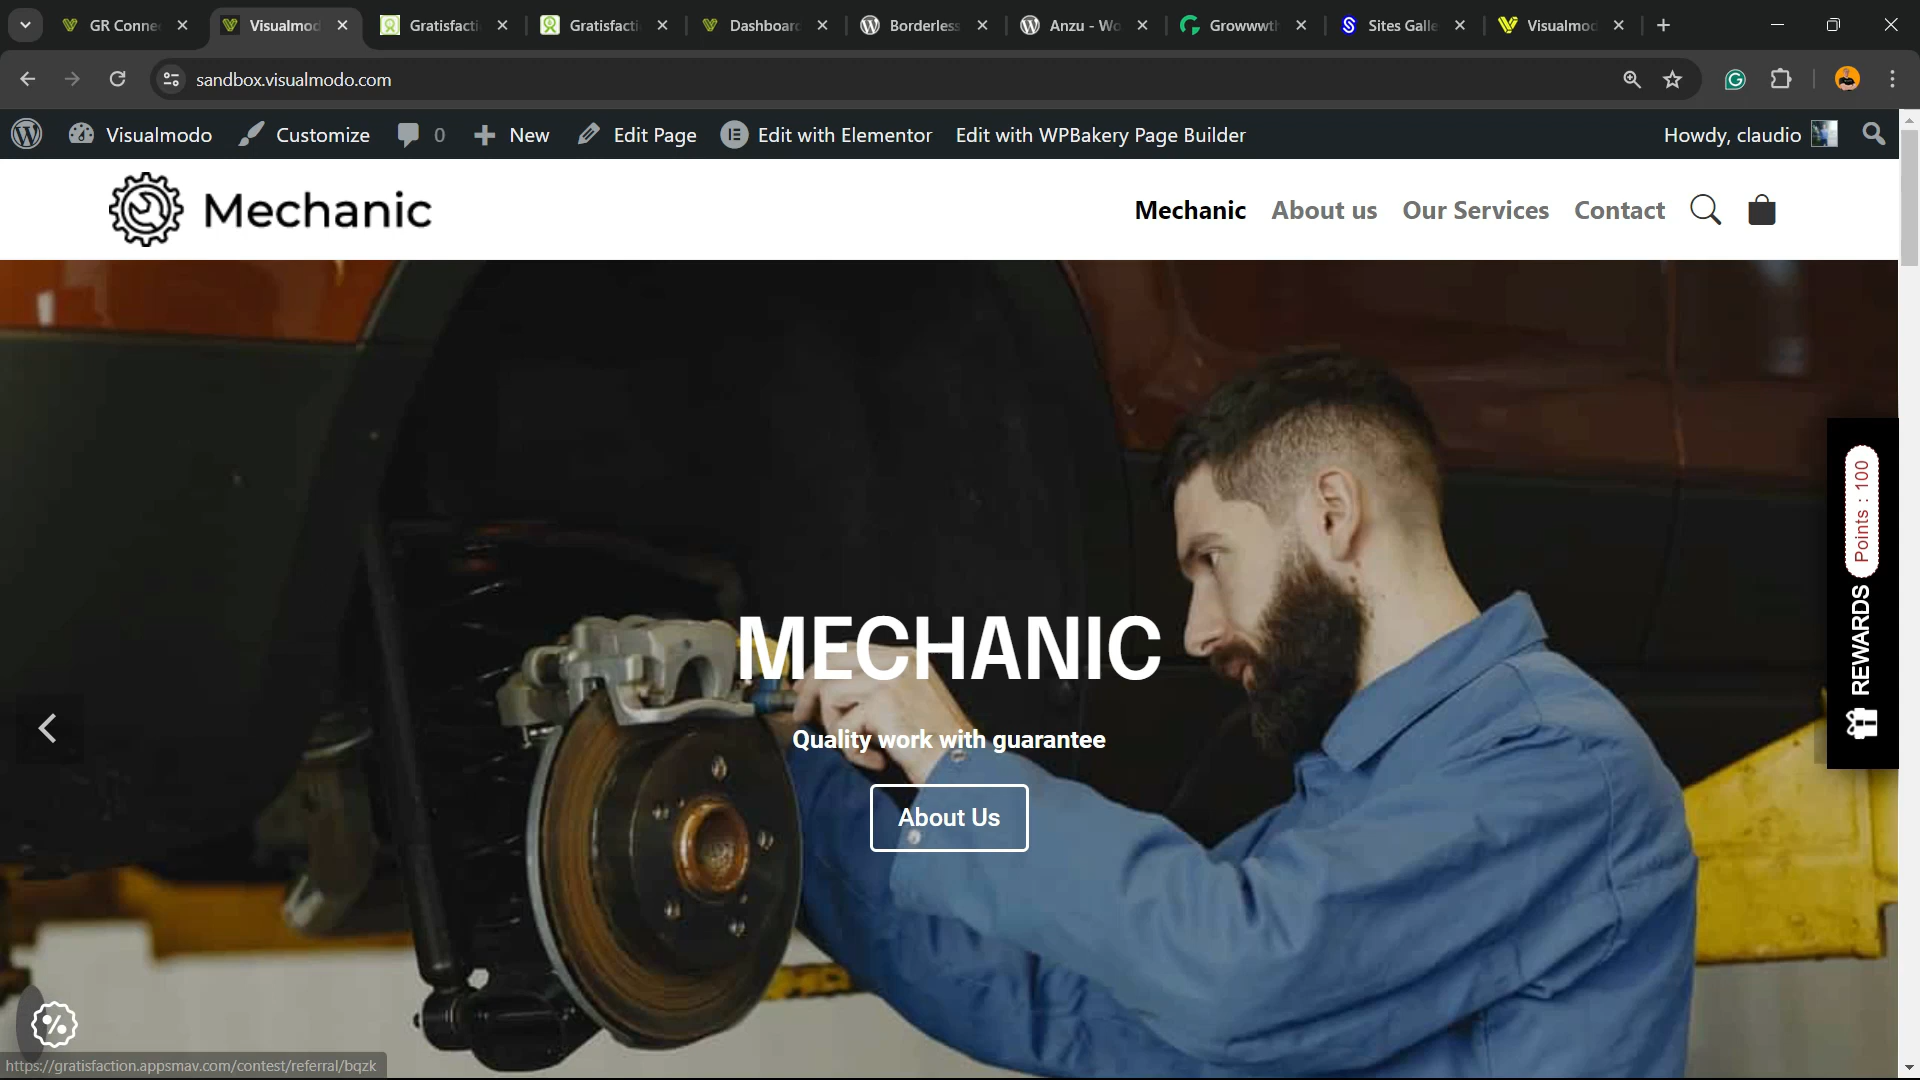 GR Conne
Visualmod
Gratisfacti
Gratisfacti
Dashboard
Borderless
Anzu - Wo
Growwwth
Sites Galle
Visualmod
sandbox.visualmodo.com
Visualmodo
Customize
0
New
Edit Page
Edit with Elementor
Edit with WPBakery Page Builder
Howdy, claudio
Mechanic
Mechanic
About us
Our Services
Contact
MECHANIC
Quality work with guarantee
About Us
REWARDS
Points : 100
https://gratisfaction.appsmav.com/contest/referral/bqzk